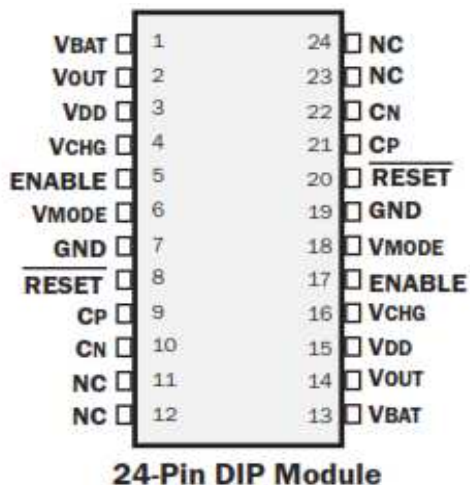 VBAT 1 24 NC
VOUT 2 23 NC
VDD 3 22 CN
VCHG 4 21 CP
ENABLE 5 20 RESET
VMODE 6 19 GND
GND 7 18 VMODE
RESET 8 17 ENABLE
CP 9 16 VCHG
CN 10 15 VDD
NC 11 14 VOUT
NC 12 13 VBAT
24-Pin DIP Module